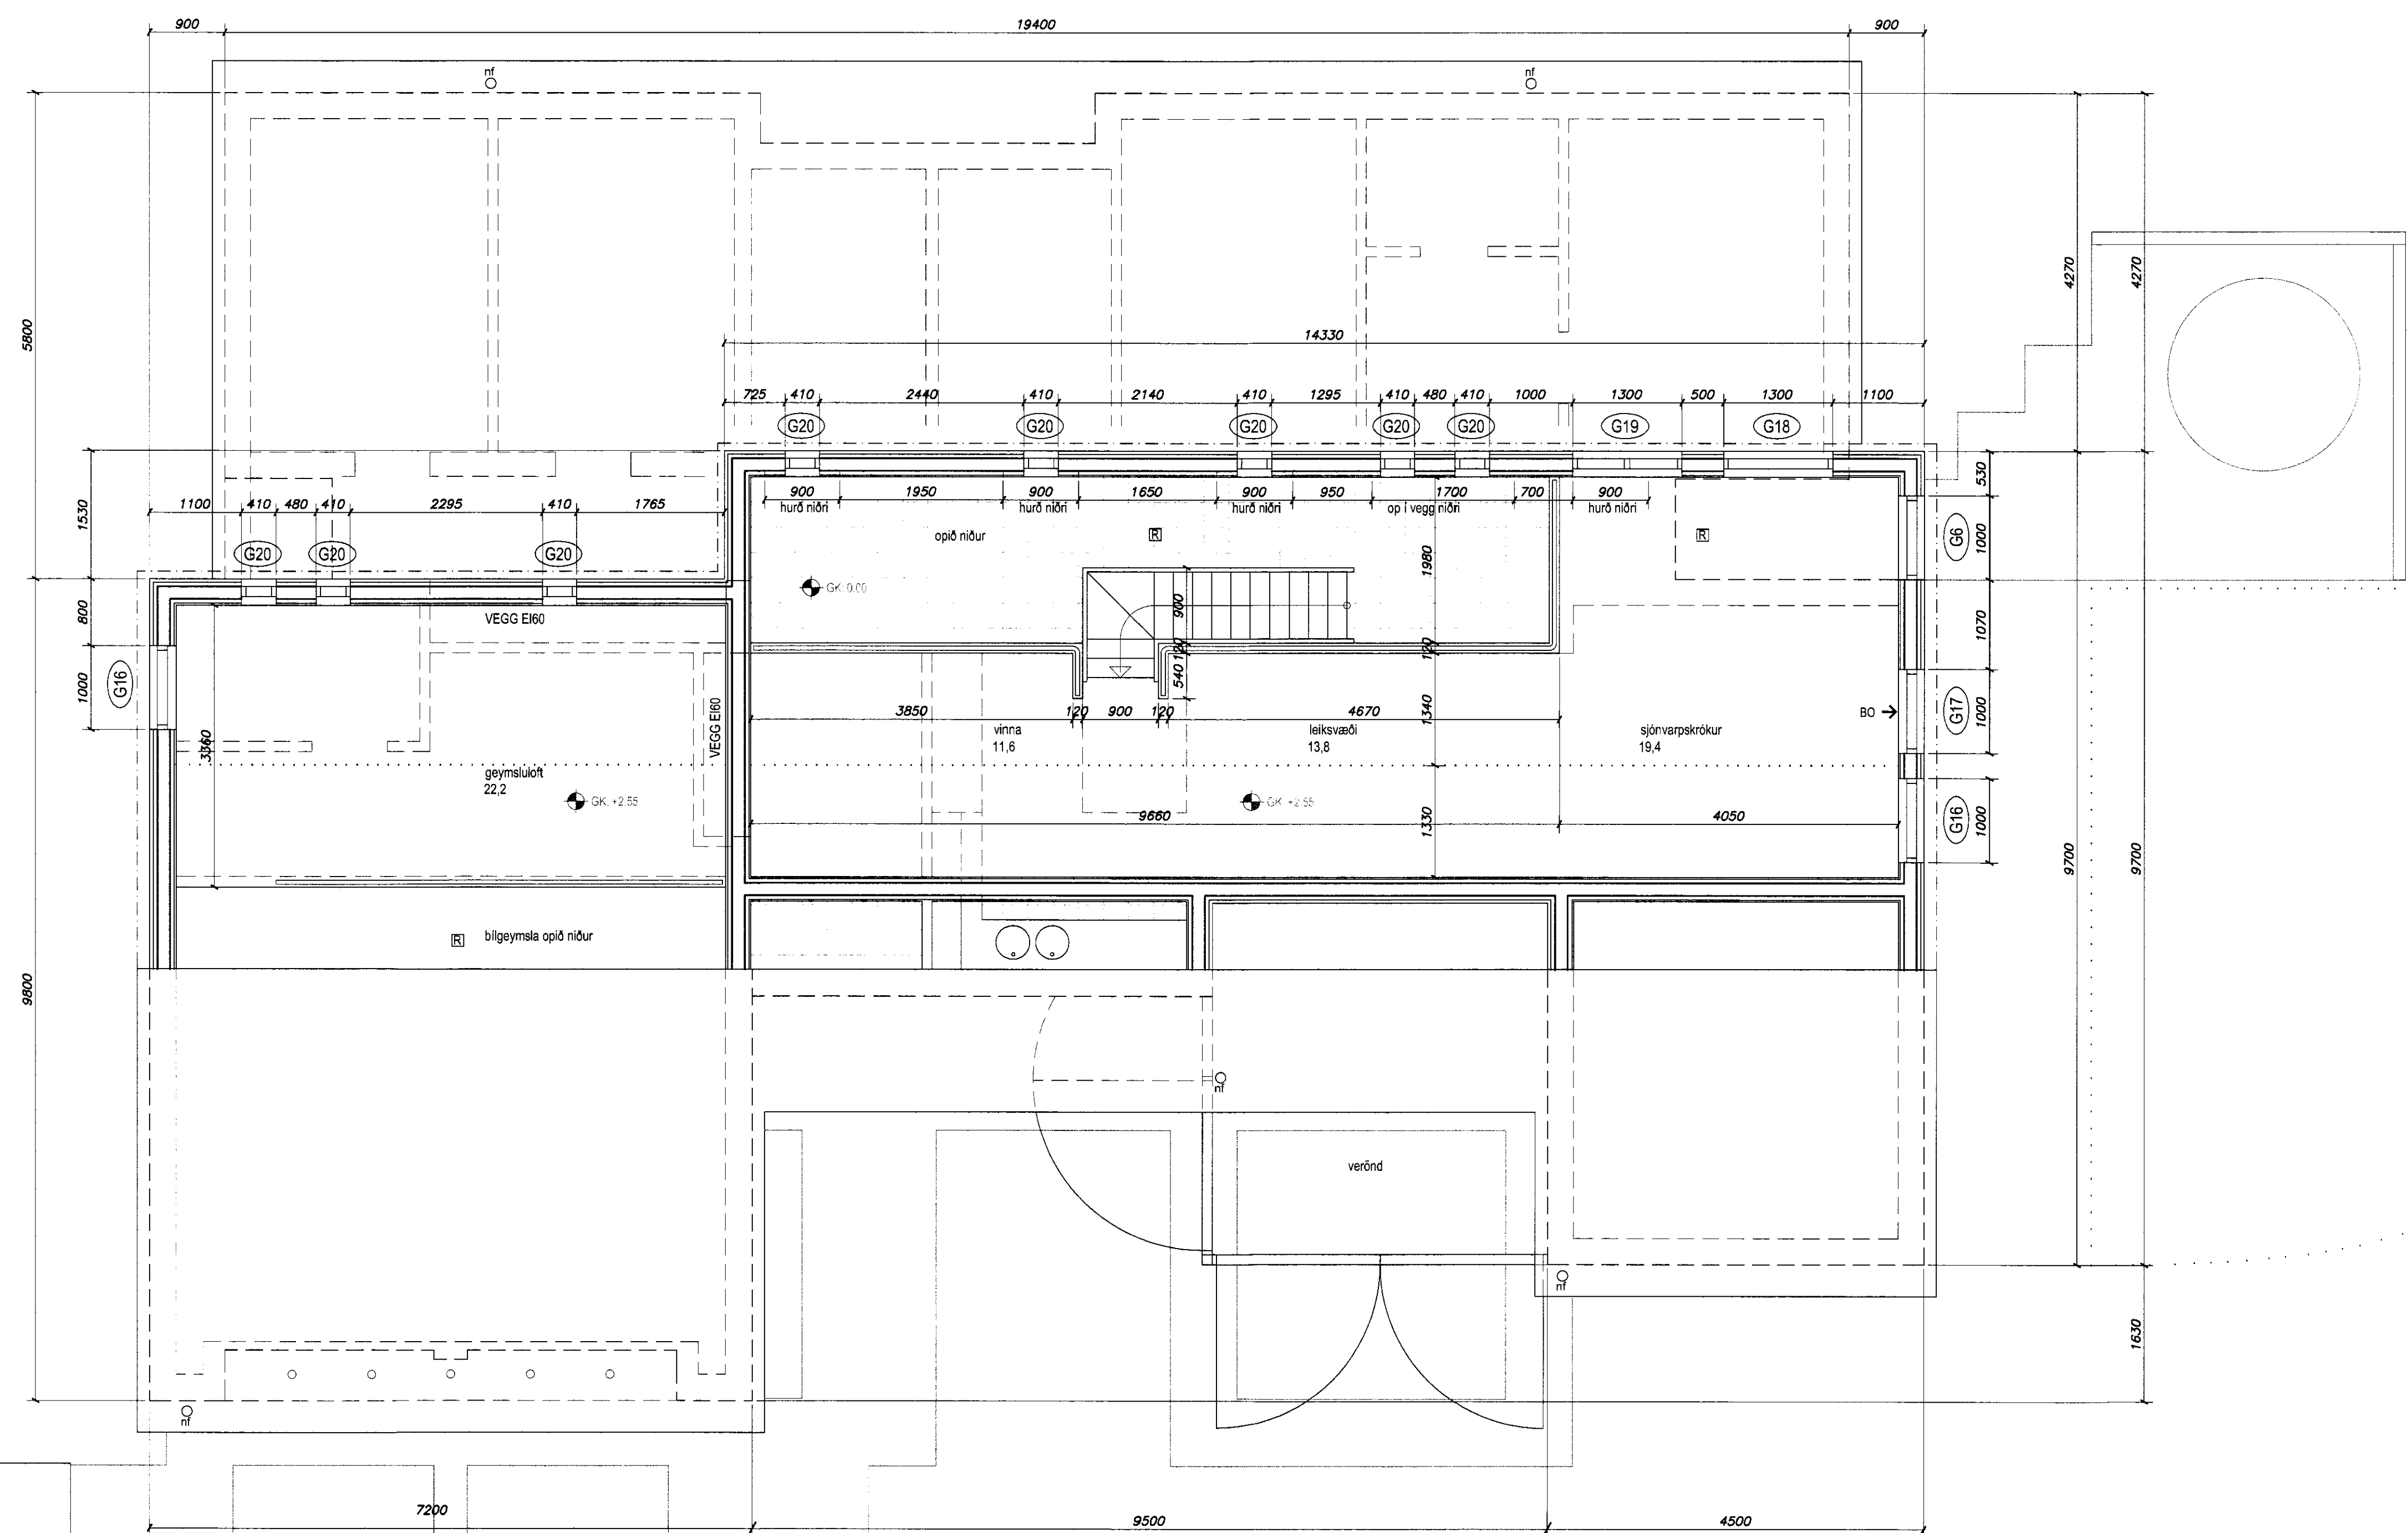 900 19400 900
nf nf
5800 4270 4270
14330
725 410 2440 410 2140 410 1295 410 480 410 1000 1300 500 1300 1100
G20 G20 G20 G20 G20 G19 G18
1530 530
900 1950 900 1650 900 950 1700 700 900
hurð niðri hurð niðri hurð niðri op í vegg niðri hurð niðri
1100 410 480 410 2295 410 1765
G20 G20 G20
opið niður R R
G6 1000
1980
GK: 0.00
800
900
VEGG EI60
1070
120 120
540
1000 G16
VEGG EI60
3850 120 900 120 4670
1340
BO G17 1000
vinna
11,6
leiksvæði
13,8
sjónvarpskrókur
19,4
3360
geymsluloft
22,2
GK: +2.55 GK: +2.55
9660 4050
1330
G16 1000
9700 9700
R bílgeymsla opið niður
9800
nf
verönd
nf
1630
nf
7200 9500 4500